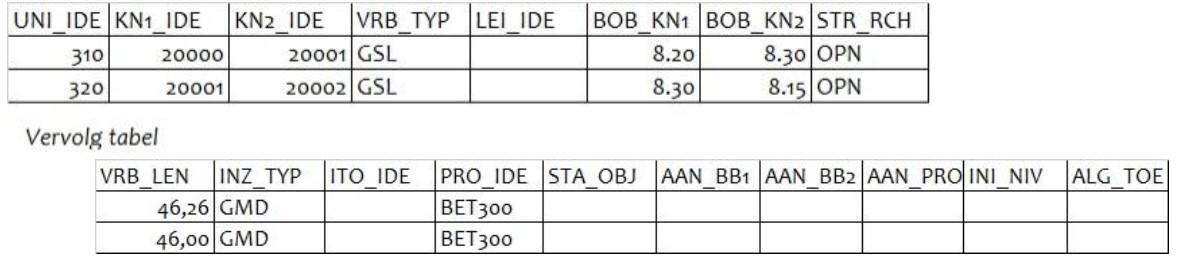 UNI_IDE KN1_IDE KN2_IDE VRB_TYP LEI_IDE BOB_KN1 BOB_KN2 STR_RCH
310 20000 20001 GSL 8.20 8.30 OPN
320 20001 20002 GSL 8.30 8.15 OPN
Vervolg tabel
VRB_LEN INZ_TYP ITO_IDE PRO_IDE STA_OBJ AAN_BB1 AAN_BB2 AAN_PRO INI_NIV ALG_TOE
46,26 GMD BET300
46,00 GMD BET300